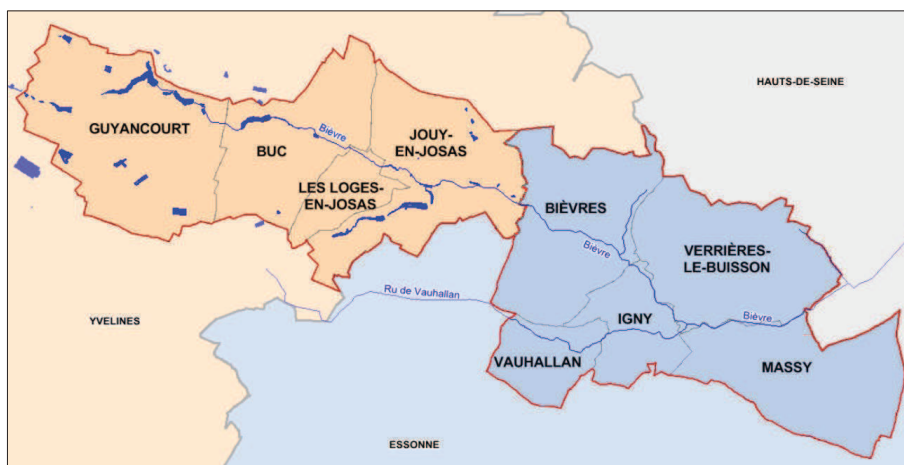 HAUTS-DE-SEINE
GUYANCOURT
Bièvre
JOUY-
EN-JOSAS
BUC
LES LOGES-
EN-JOSAS
BIÈVRES
Bièvre
VERRIÈRES-
LE-BUISSON
Ru de Vauhallan
YVELINES
IGNY
Bièvre
VAUHALLAN
MASSY
ESSONNE